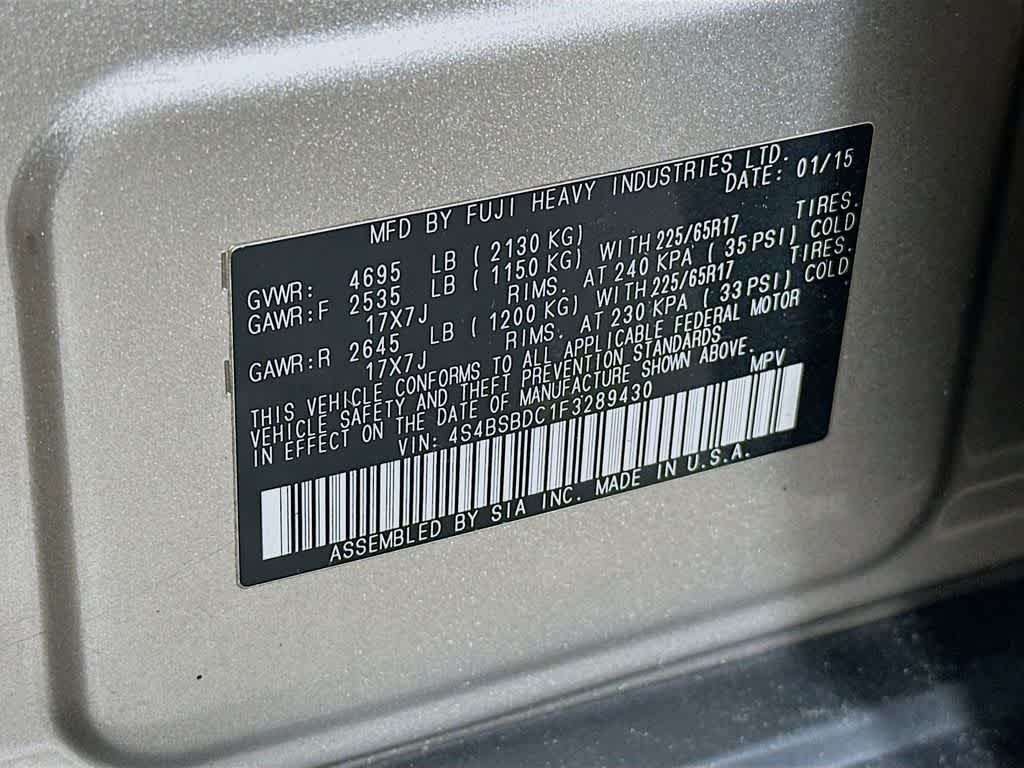 MFD BY FUJI HEAVY INDUSTRIES LTD.
DATE: 01/15
GVWR: 4695 LB (2130 KG)
GAWR:F 2535 LB (1150 KG) WITH 225/65R17 TIRES.
17X7J RIMS. AT 240 KPA (35 PSI) COLD
GAWR:R 2645 LB (1200 KG) WITH 225/65R17 TIRES.
17X7J RIMS. AT 230 KPA (33 PSI) COLD
THIS VEHICLE CONFORMS TO ALL APPLICABLE FEDERAL MOTOR
VEHICLE SAFETY AND THEFT PREVENTION STANDARDS
IN EFFECT ON THE DATE OF MANUFACTURE SHOWN ABOVE.
VIN: 4S4BSBDC1F3289430 MPV
ASSEMBLED BY SIA INC. MADE IN U.S.A.